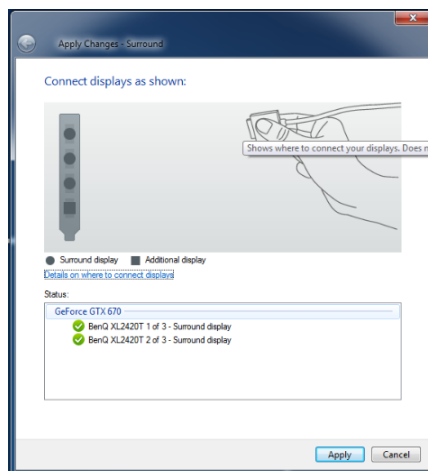 Apply Changes - Surround
Connect displays as shown:
Shows where to connect your displays. Does n
Surround display
Additional display
Details on where to connect displays
Status:
GeForce GTX 670
BenQ XL2420T 1 of 3 - Surround display
BenQ XL2420T 2 of 3 - Surround display
Apply
Cancel